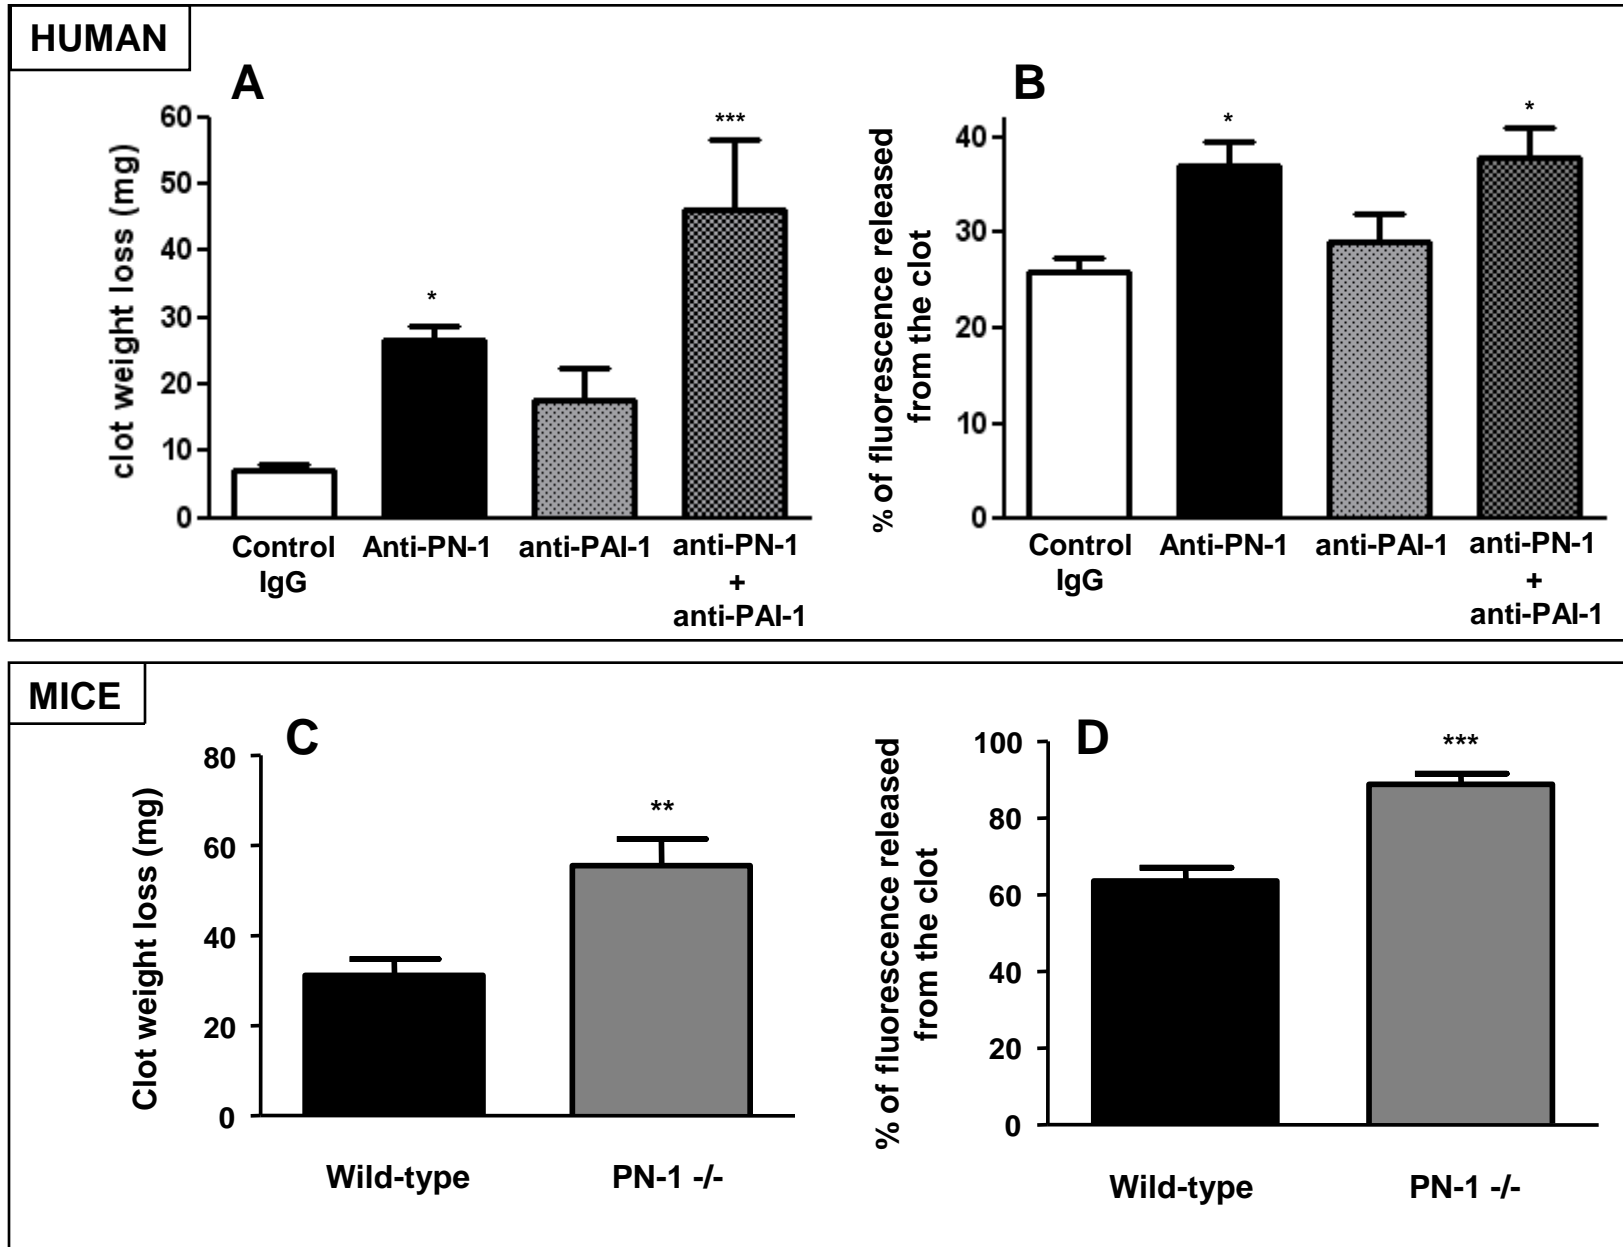 HUMAN
A
clot weight loss (mg)
60
50
40
30
20
10
0
*
***
Control
IgG
Anti-PN-1
anti-PAI-1
anti-PN-1
+
anti-PAI-1
B
% of fluorescence released
from the clot
40
30
20
10
0
*
*
Control
IgG
Anti-PN-1
anti-PAI-1
anti-PN-1
+
anti-PAI-1
MICE
C
Clot weight loss (mg)
80
60
40
20
0
**
Wild-type
PN-1 -/-
D
% of fluorescence released
from the clot
100
80
60
40
20
0
***
Wild-type
PN-1 -/-